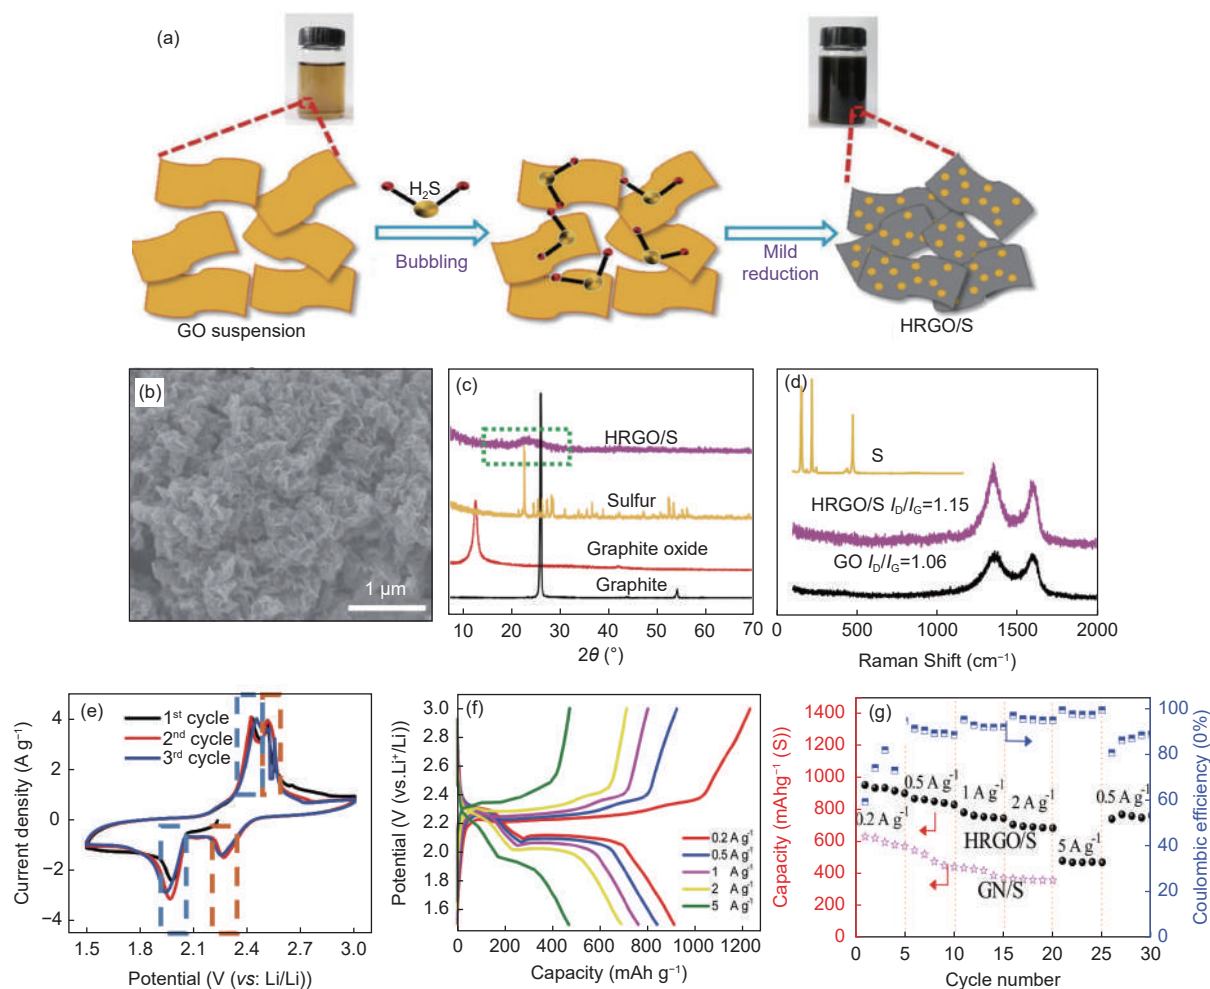 (a)
H₂S
Bubbling
Mild
reduction
GO suspension
HRGO/S
(b)
1 μm
(c)
HRGO/S
Sulfur
Graphite oxide
Graphite
10 20 30 40 50 60 70
2θ (°)
(d)
S
HRGO/S I_D/I_G=1.15
GO I_D/I_G=1.06
0 500 1000 1500 2000
Raman Shift (cm⁻¹)
(e)
1st cycle
2nd cycle
3rd cycle
4
2
0
−2
−4
1.5 1.8 2.1 2.4 2.7 3.0
Current density (A g⁻¹)
Potential (V (vs: Li/Li))
(f)
3.0
2.8
2.6
2.4
2.2
2.0
1.8
1.6
0.2 A g⁻¹
0.5 A g⁻¹
1 A g⁻¹
2 A g⁻¹
5 A g⁻¹
0 200 400 600 800 1000 1200
Potential (V (vs.Li⁺/Li))
Capacity (mAh g⁻¹)
(g)
1400
1200
1000
800
600
400
200
0
100
80
60
40
20
0
0.2 A g⁻¹
0.5 A g⁻¹
1 A g⁻¹
2 A g⁻¹
5 A g⁻¹
0.5 A g⁻¹
HRGO/S
GN/S
0 5 10 15 20 25 30
Capacity (mAhg⁻¹ (S))
Coulombic efficiency (0%)
Cycle number